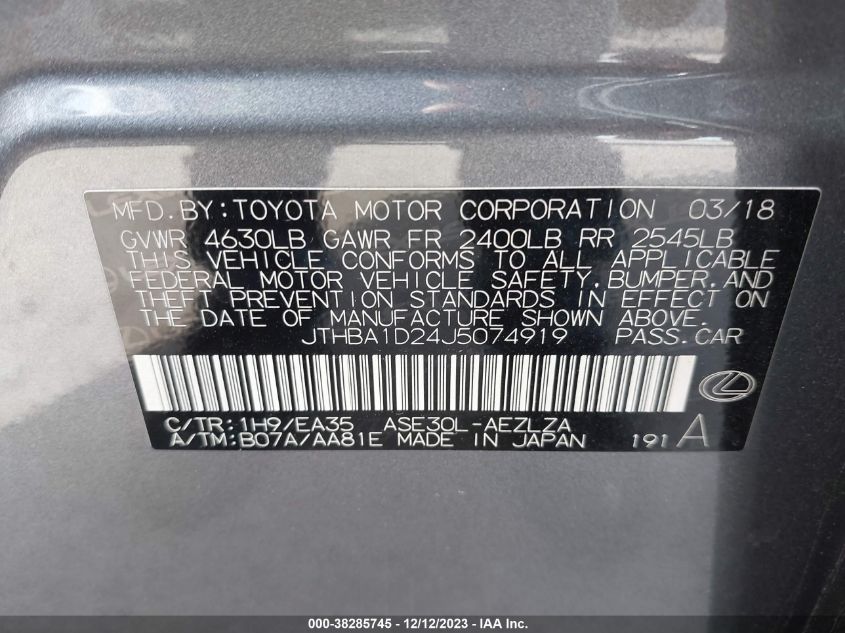 MFD. BY: TOYOTA MOTOR CORPORATION 03/18
GVWR 4630LB GAWR FR 2400LB RR 2545LB
THIS VEHICLE CONFORMS TO ALL APPLICABLE
FEDERAL MOTOR VEHICLE SAFETY, BUMPER, AND
THEFT PREVENTION STANDARDS IN EFFECT ON
THE DATE OF MANUFACTURE SHOWN ABOVE.
JTHBA1D24J5074919 PASS. CAR
C/TR: 1H9/EA35 ASE30L-AEZLZA
A/TM: B07A/AA81E MADE IN JAPAN 191 A
000-38285745 - 12/12/2023 - IAA Inc.